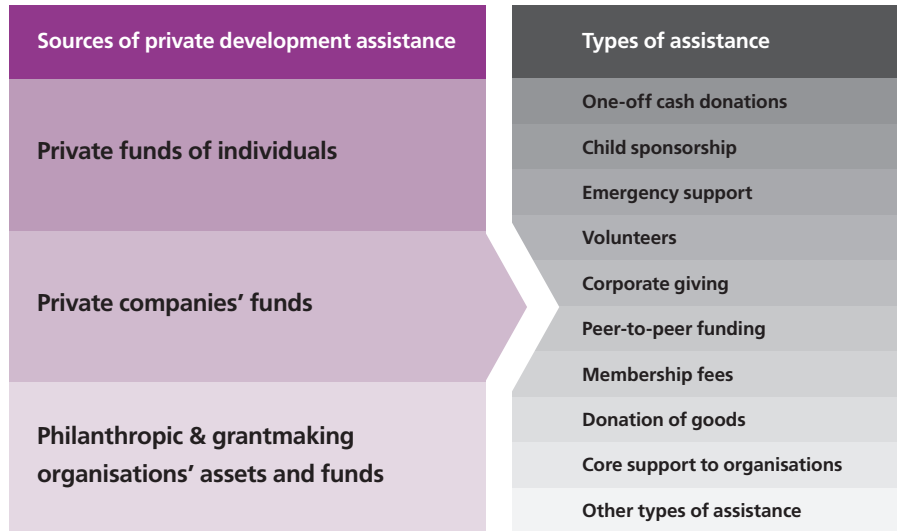 Sources of private development assistance
Private funds of individuals
Private companies’ funds
Philanthropic & grantmaking
organisations’ assets and funds
Types of assistance
One-off cash donations
Child sponsorship
Emergency support
Volunteers
Corporate giving
Peer-to-peer funding
Membership fees
Donation of goods
Core support to organisations
Other types of assistance